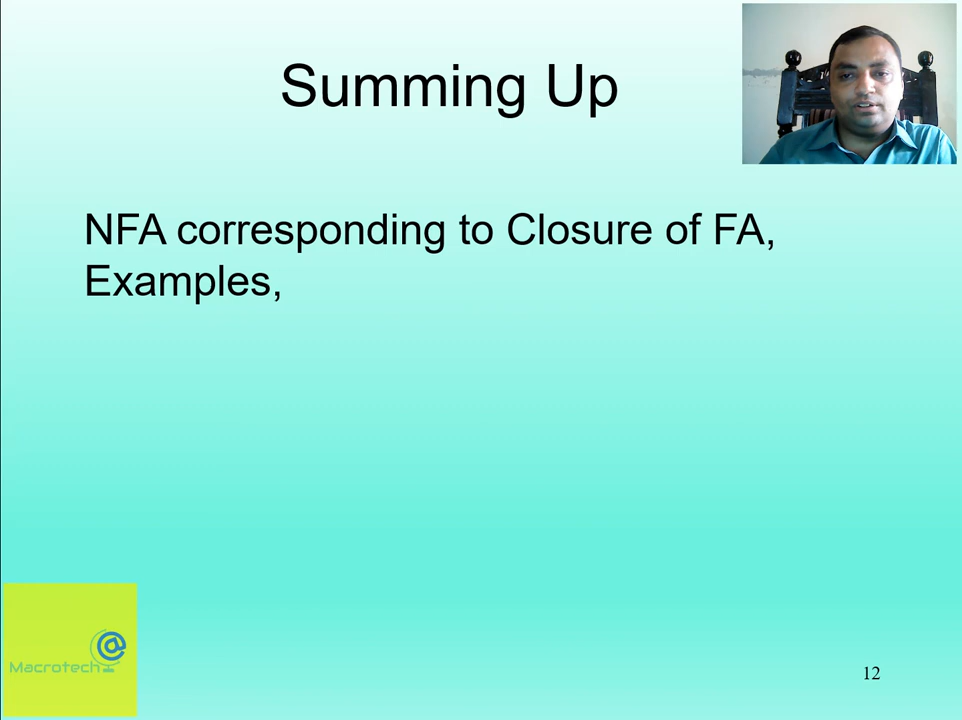 Summing Up
NFA corresponding to Closure of FA,
Examples,
@
Macrotech
12